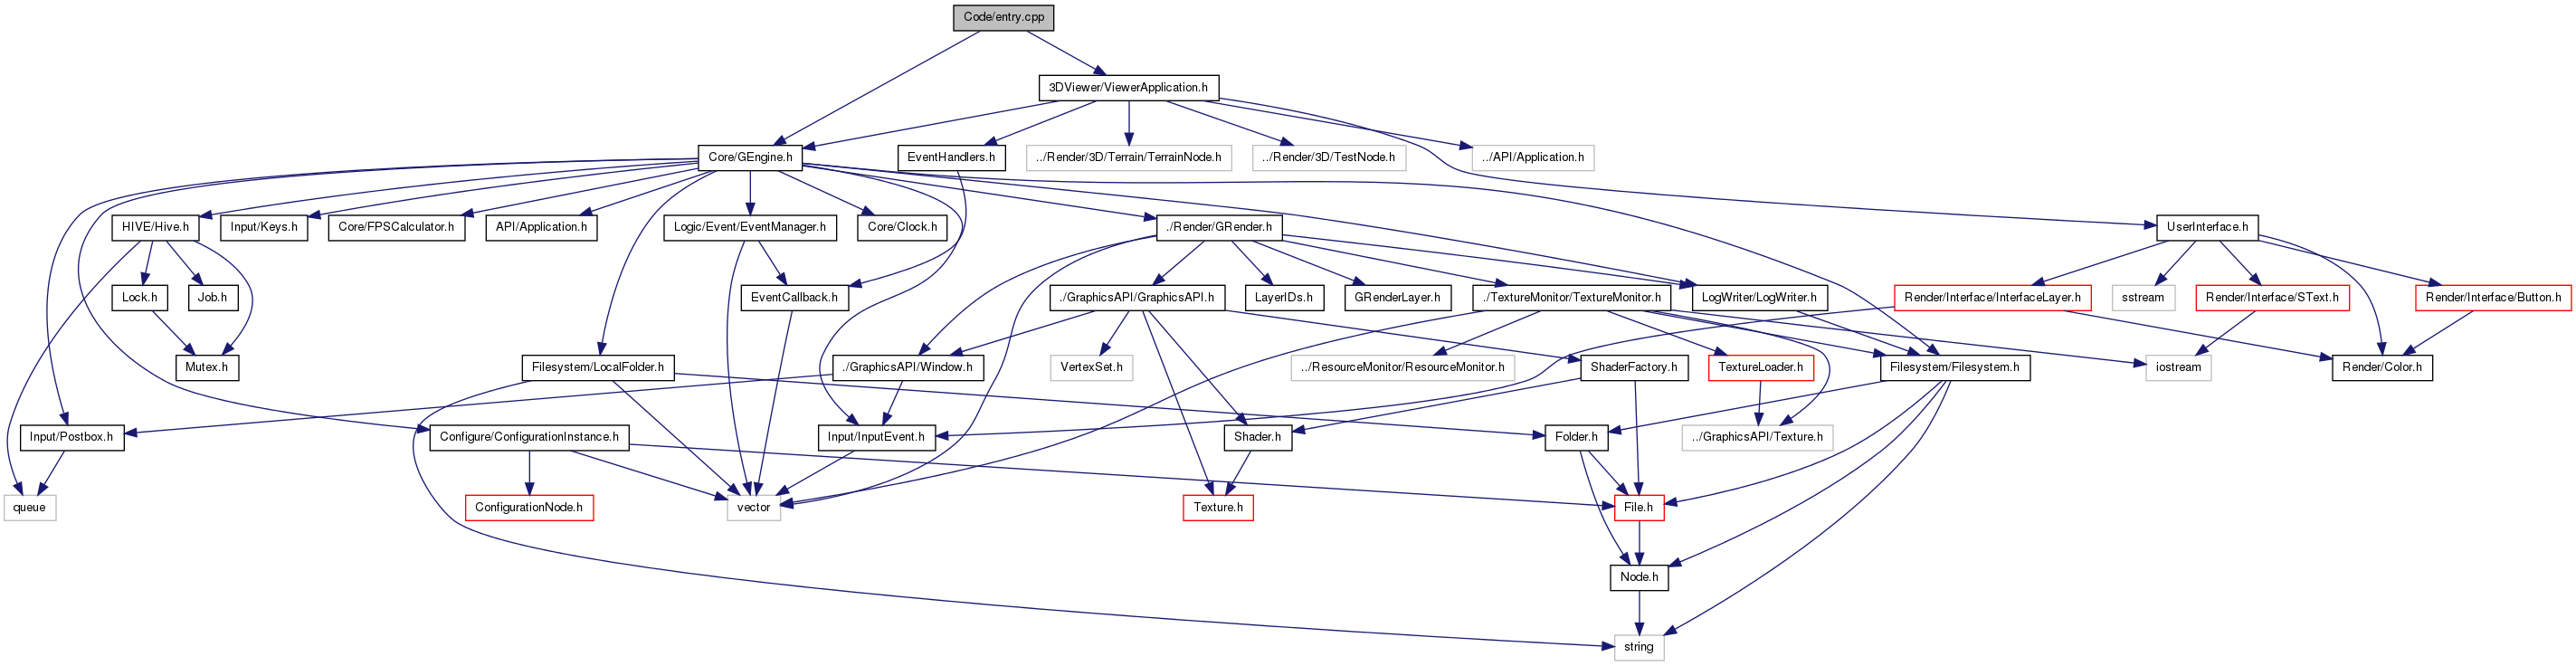 Code/entry.cpp
3DViewer/ViewerApplication.h
Core/GEngine.h
EventHandlers.h
../Render/3D/Terrain/TerrainNode.h
../Render/3D/TestNode.h
../API/Application.h
HIVE/Hive.h
Input/Keys.h
Core/FPSCalculator.h
API/Application.h
Logic/Event/EventManager.h
Core/Clock.h
./Render/GRender.h
UserInterface.h
Lock.h
Job.h
EventCallback.h
./GraphicsAPI/GraphicsAPI.h
LayerIDs.h
GRenderLayer.h
./TextureMonitor/TextureMonitor.h
LogWriter/LogWriter.h
Render/Interface/InterfaceLayer.h
sstream
Render/Interface/SText.h
Render/Interface/Button.h
Mutex.h
Filesystem/LocalFolder.h
./GraphicsAPI/Window.h
VertexSet.h
../ResourceMonitor/ResourceMonitor.h
ShaderFactory.h
TextureLoader.h
Filesystem/Filesystem.h
iostream
Render/Color.h
Input/Postbox.h
Configure/ConfigurationInstance.h
Input/InputEvent.h
Shader.h
Folder.h
../GraphicsAPI/Texture.h
queue
ConfigurationNode.h
vector
Texture.h
File.h
Node.h
string